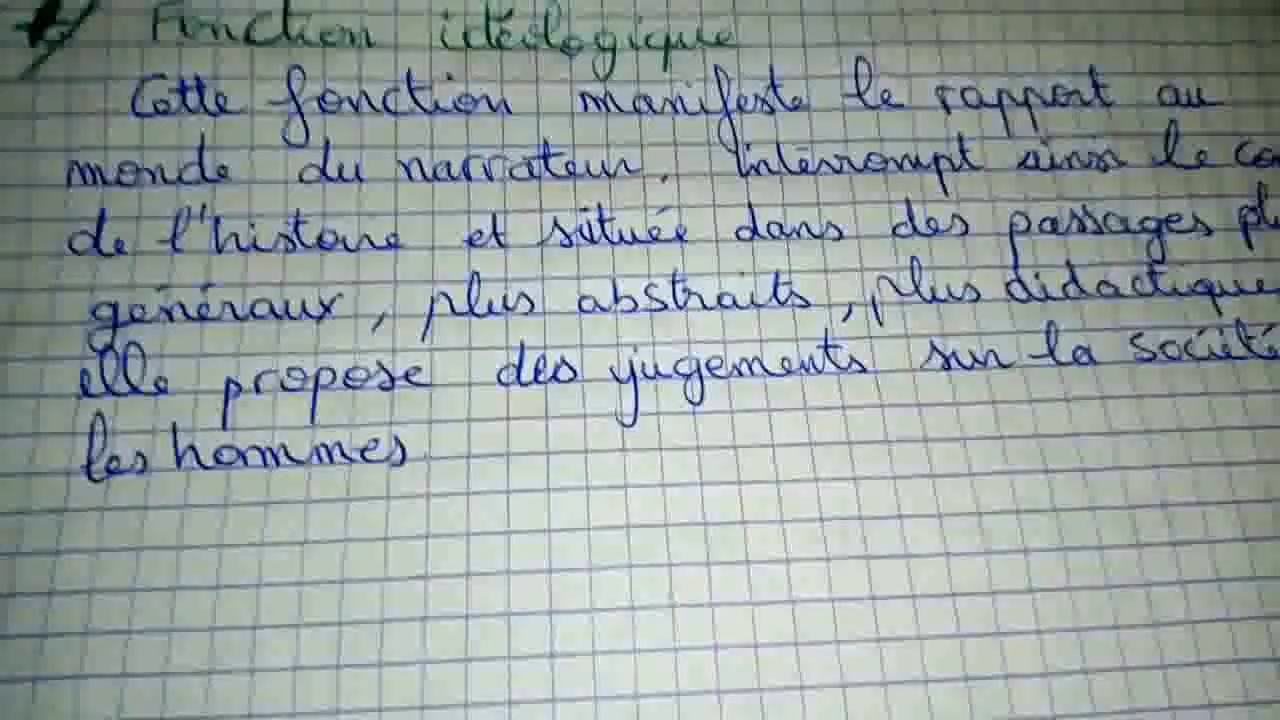 Fonction idéologique
Cette fonction manifeste le rapport au
monde du narrateur. Interrompt ainsi le
de l'histoire et située dans des passages
généraux, plus abstraits, plus didactique
elle propose des jugements sur la société
les hommes